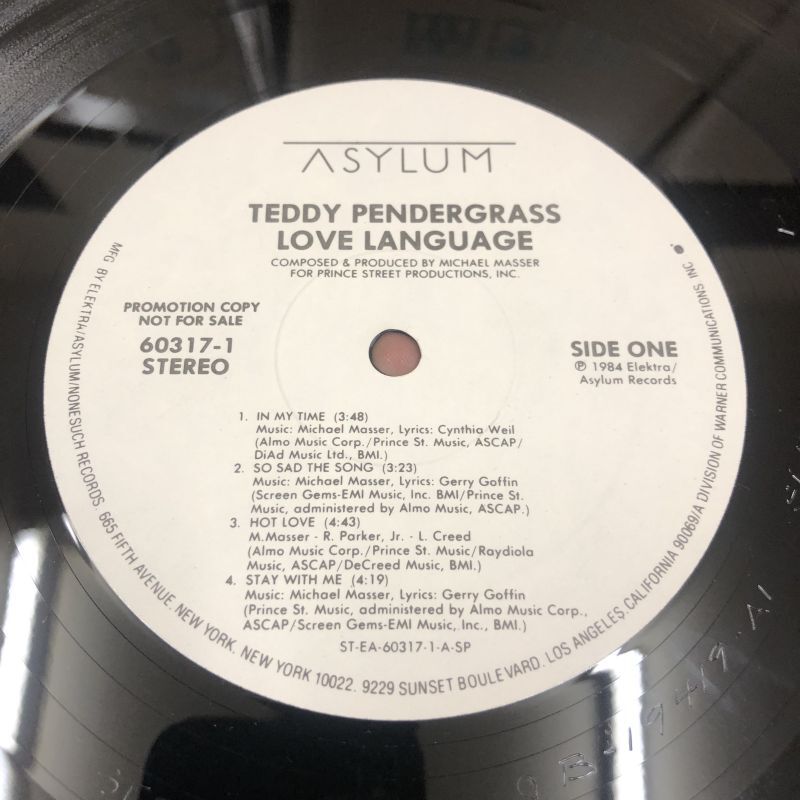 ASYLUM
TEDDY PENDERGRASS
LOVE LANGUAGE
COMPOSED & PRODUCED BY MICHAEL MASSER
FOR PRINCE STREET PRODUCTIONS, INC.
PROMOTION COPY
NOT FOR SALE
60317-1
STEREO
SIDE ONE
℗ 1984 Elektra/
Asylum Records
1. IN MY TIME (3:48)
Music: Michael Masser, Lyrics: Cynthia Weil
(Almo Music Corp./Prince St. Music, ASCAP/
DiAd Music Ltd., BMI.)
2. SO SAD THE SONG (3:23)
Music: Michael Masser, Lyrics: Gerry Goffin
(Screen Gems-EMI Music, Inc. BMI/Prince St.
Music, administered by Almo Music, ASCAP.)
3. HOT LOVE (4:43)
M.Masser - R. Parker, Jr. - L. Creed
(Almo Music Corp./Prince St. Music/Raydiola
Music, ASCAP/DeCreed Music, BMI.)
4. STAY WITH ME (4:19)
Music: Michael Masser, Lyrics: Gerry Goffin
(Prince St. Music, administered by Almo Music Corp.,
ASCAP/Screen Gems-EMI Music, Inc., BMI.)
ST-EA-60317-1-A-SP
MFG BY ELEKTRA/ASYLUM/NONESUCH RECORDS. 665 FIFTH AVENUE. NEW YORK, NEW YORK 10022. 9229 SUNSET BOULEVARD. LOS ANGELES, CALIFORNIA 90069/A DIVISION OF WARNER COMMUNICATIONS INC.